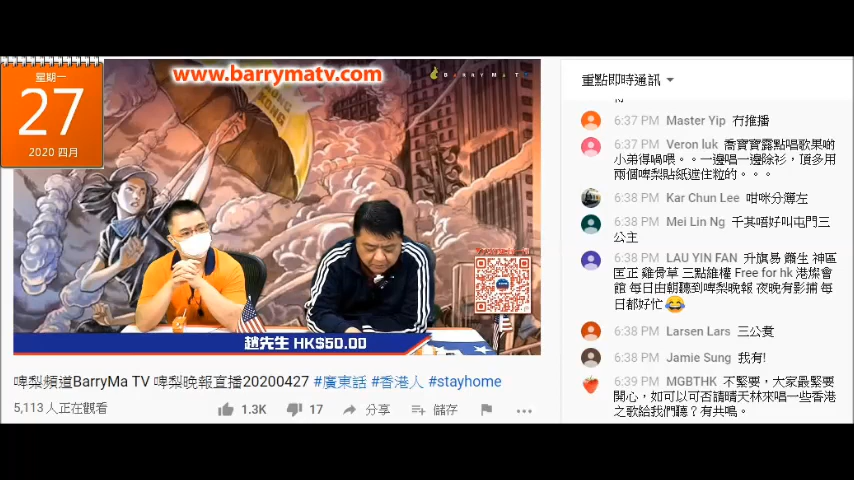 星期一
27
2020 四月
www.barrymatv.com
BARRY MA TV
HONG
KONG
趙先生 HK$50.00
啤梨頻道BarryMa TV 啤梨晚報直播20200427 #廣東話 #香港人 #stayhome
5,113 人正在觀看
1.3K
17
分享
儲存
重點即時通訊
6:37 PM Master Yip 冇推播
6:37 PM Veron luk 喬寶寶露點唱歌果啲
小弟得喎喂。。一邊唱一邊除衫，頂多用
兩個啤梨貼紙遮住粒的。。。
6:38 PM Kar Chun Lee 咁咪分簿左
6:38 PM Mei Lin Ng 千其唔好叫屯門三
公主
6:38 PM LAU YIN FAN 升旗易 簫生 神區
匡正 雞骨草 三點維權 Free for hk 港燦會
館 每日由朝聽到啤梨晚報 夜晚有影捕 每
日都好忙😂
6:38 PM Larsen Lars 三公煑
6:38 PM Jamie Sung 我有!
6:39 PM MGBTHK 不緊要，大家最緊要
開心，如可以可否請晴天林來唱一些香港
之歌給我們聽？有共鳴。